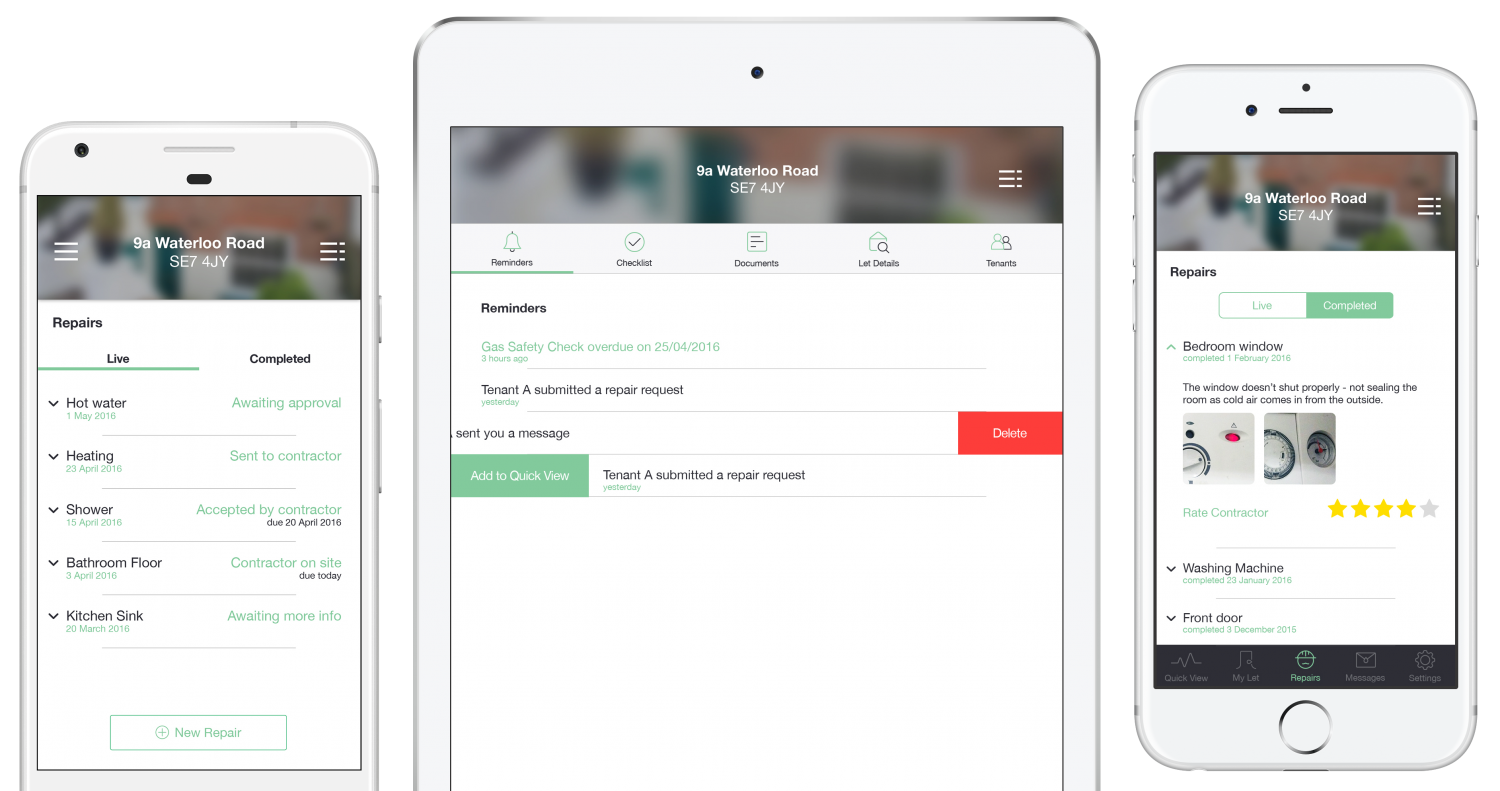 9a Waterloo Road
SE7 4JY
Repairs
Live Completed
Hot water Awaiting approval
1 May 2016
Heating Sent to contractor
23 April 2016
Shower Accepted by contractor
15 April 2016 due 20 April 2016
Bathroom Floor Contractor on site
3 April 2016 due today
Kitchen Sink Awaiting more info
20 March 2016
New Repair
9a Waterloo Road
SE7 4JY
Reminders Checklist Documents Let Details Tenants
Reminders
Gas Safety Check overdue on 25/04/2016
3 hours ago
Tenant A submitted a repair request
yesterday
sent you a message Delete
Add to Quick View Tenant A submitted a repair request
yesterday
9a Waterloo Road
SE7 4JY
Repairs
Live Completed
Bedroom window
completed 1 February 2016
The window doesn't shut properly - not sealing the
room as cold air comes in from the outside.
Rate Contractor
Washing Machine
completed 23 January 2016
Front door
completed 3 December 2015
Quick View My Let Repairs Messages Settings